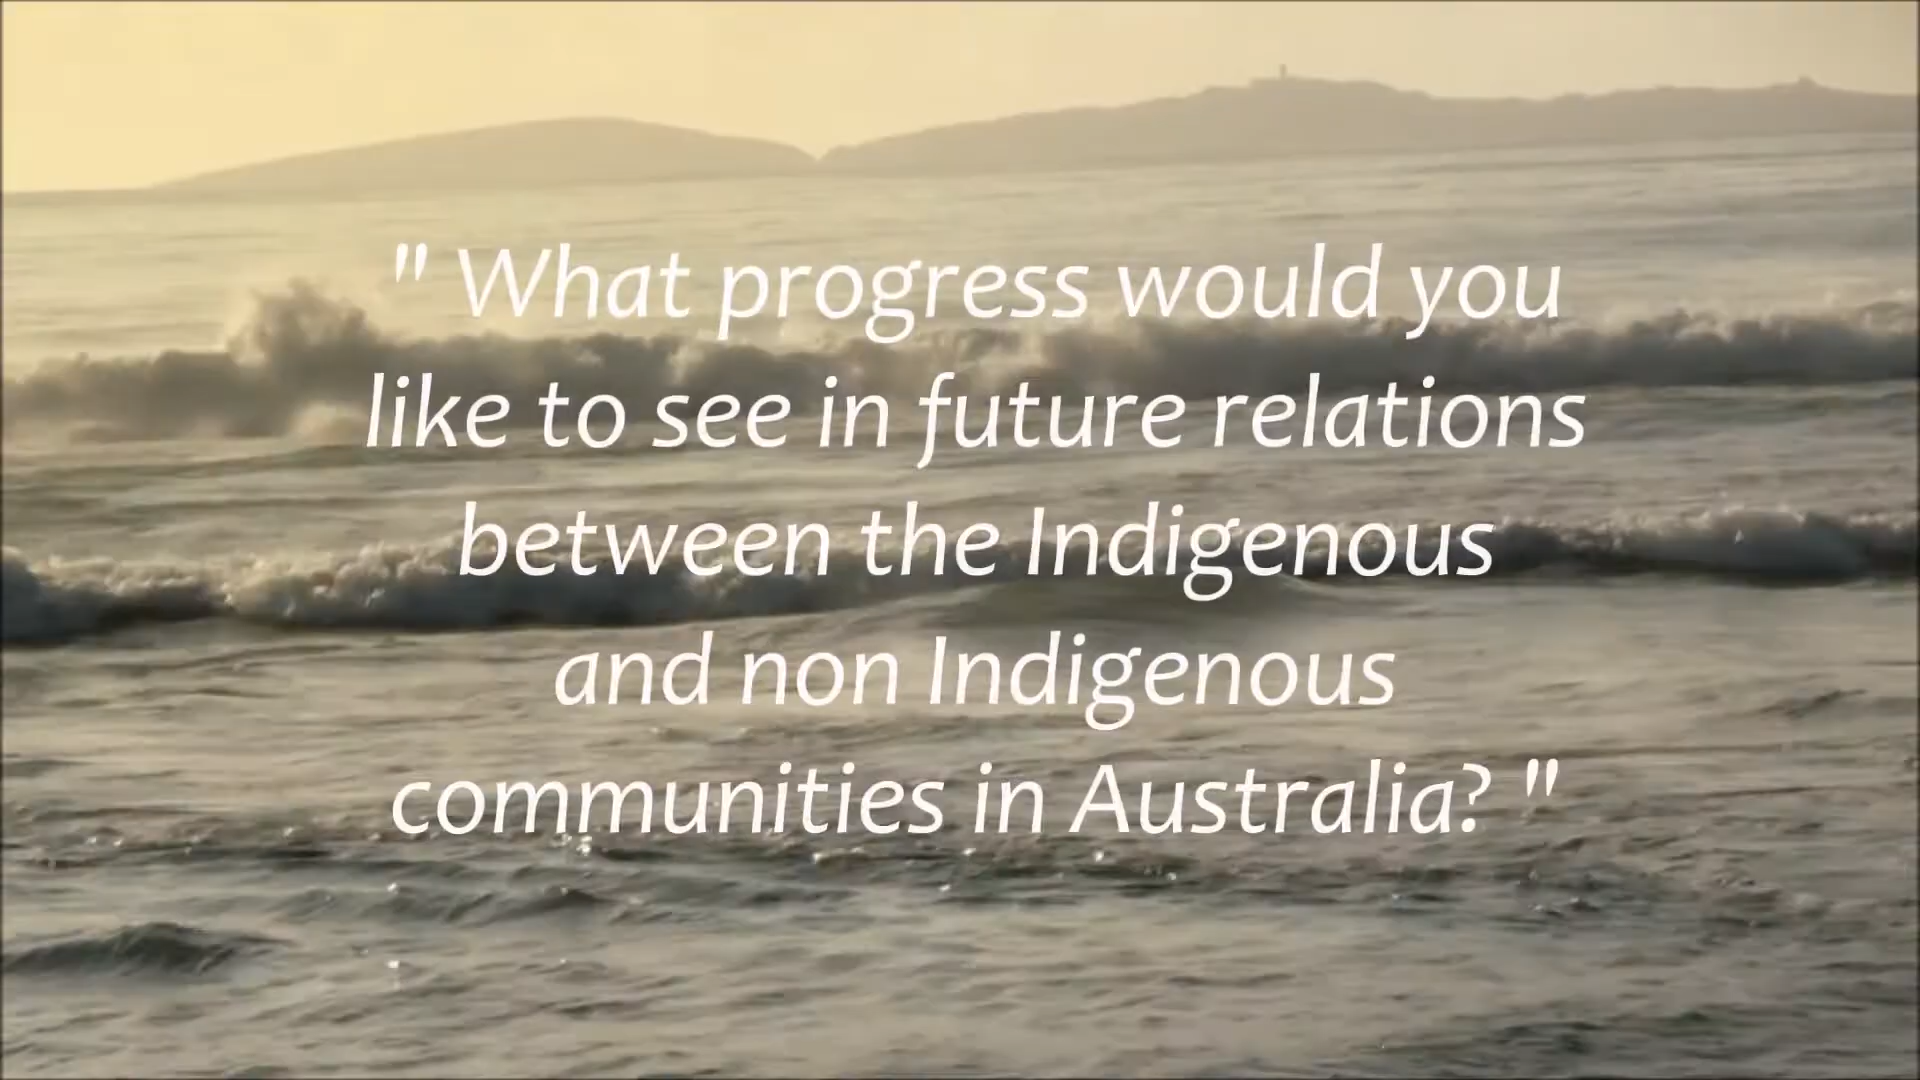 " What progress would you
like to see in future relations
between the Indigenous
and non Indigenous
communities in Australia? "